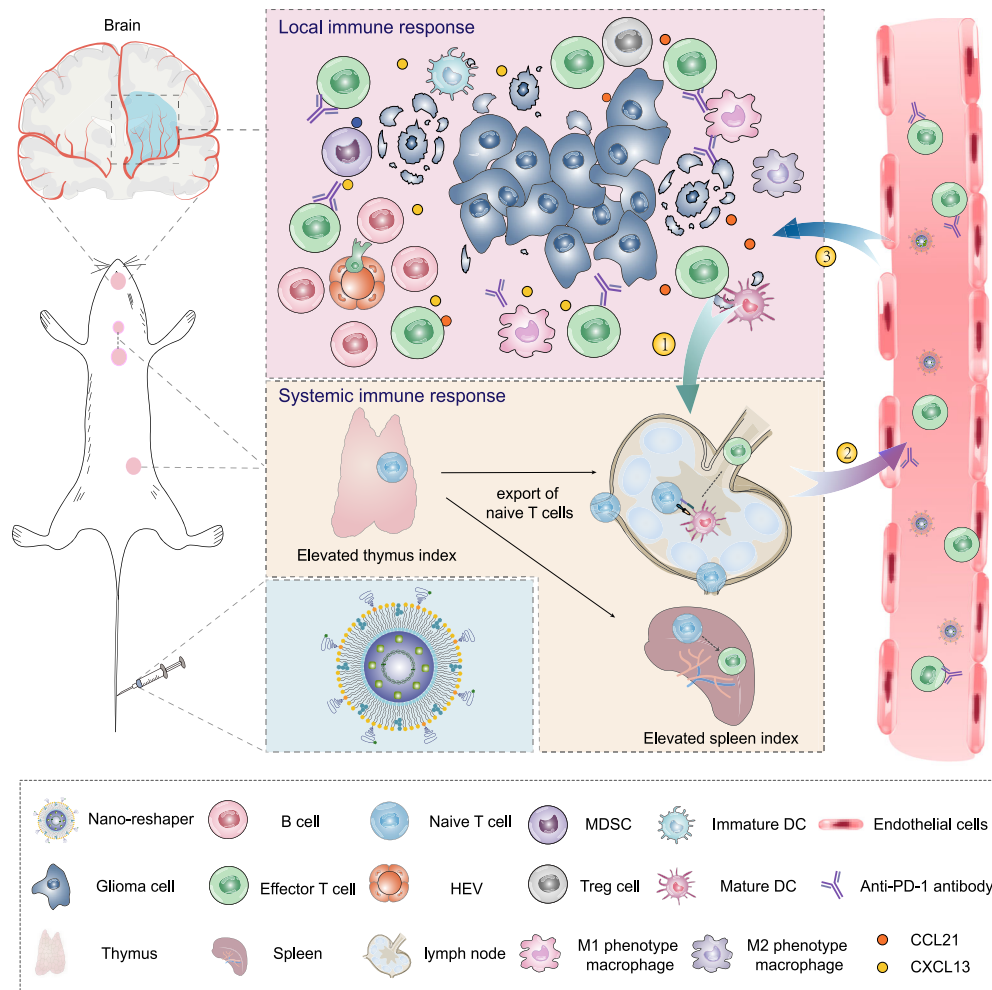 Brain
Local immune response
3
1
Systemic immune response
2
export of
naive T cells
Elevated thymus index
Elevated spleen index
Nano-reshaper
B cell
Naive T cell
MDSC
Immature DC
Endothelial cells
Glioma cell
Effector T cell
HEV
Treg cell
Mature DC
Anti-PD-1 antibody
Thymus
Spleen
lymph node
M1 phenotype
macrophage
M2 phenotype
macrophage
CCL21
CXCL13